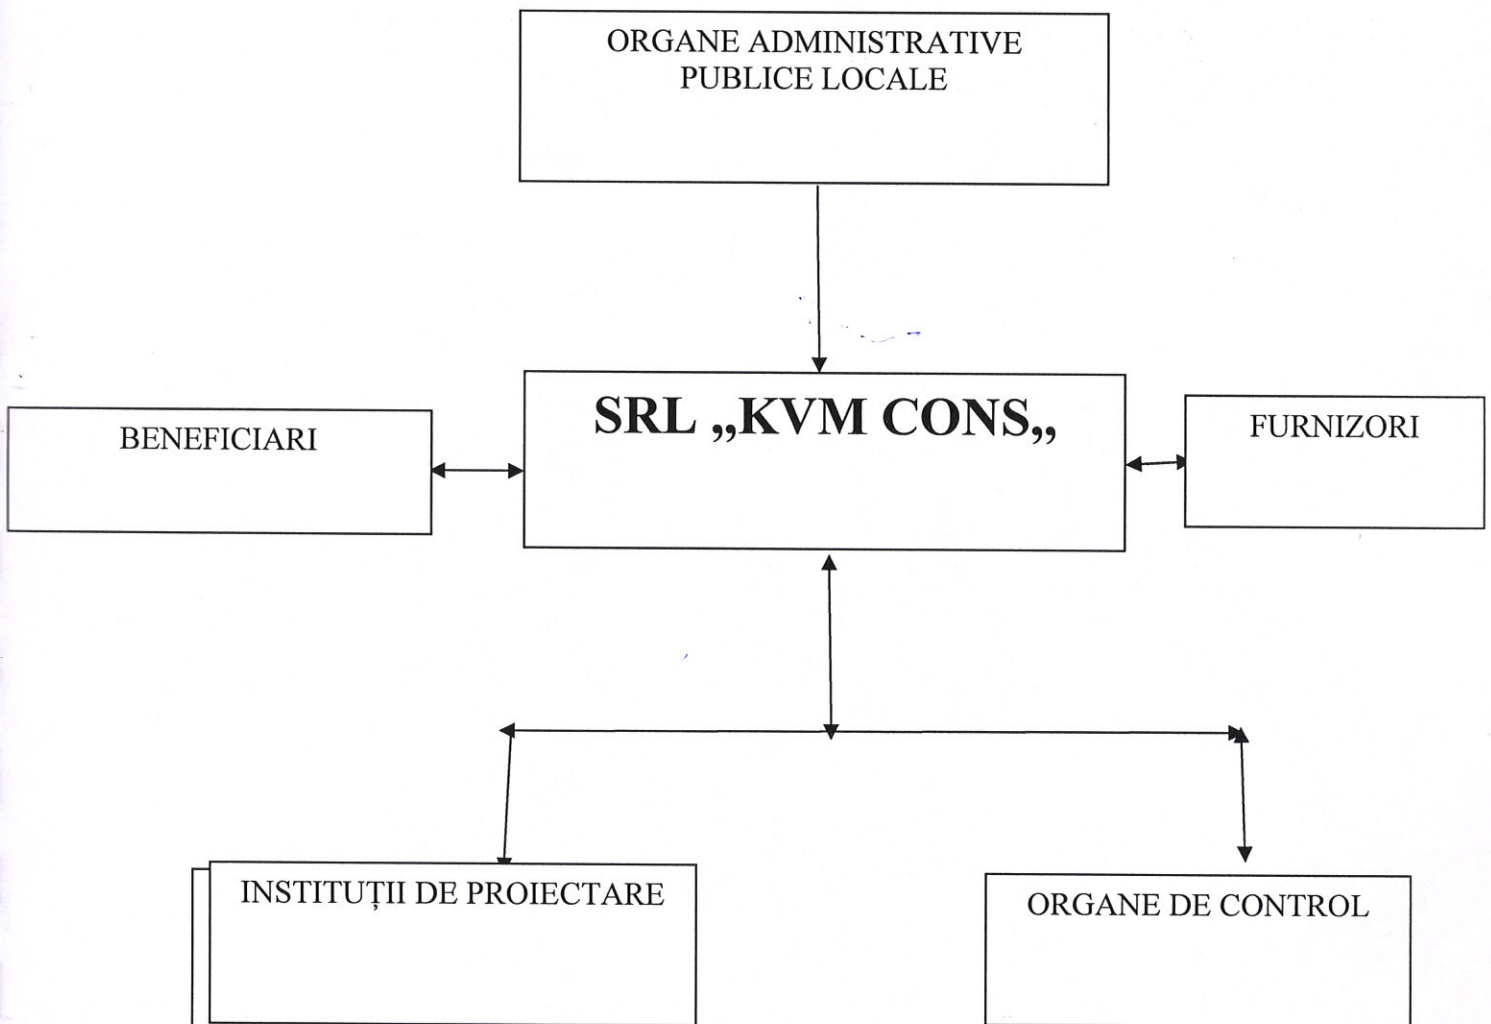 ORGANE ADMINISTRATIVE
PUBLICE LOCALE
BENEFICIARI
SRL „KVM CONS„
FURNIZORI
INSTITUȚII DE PROIECTARE
ORGANE DE CONTROL